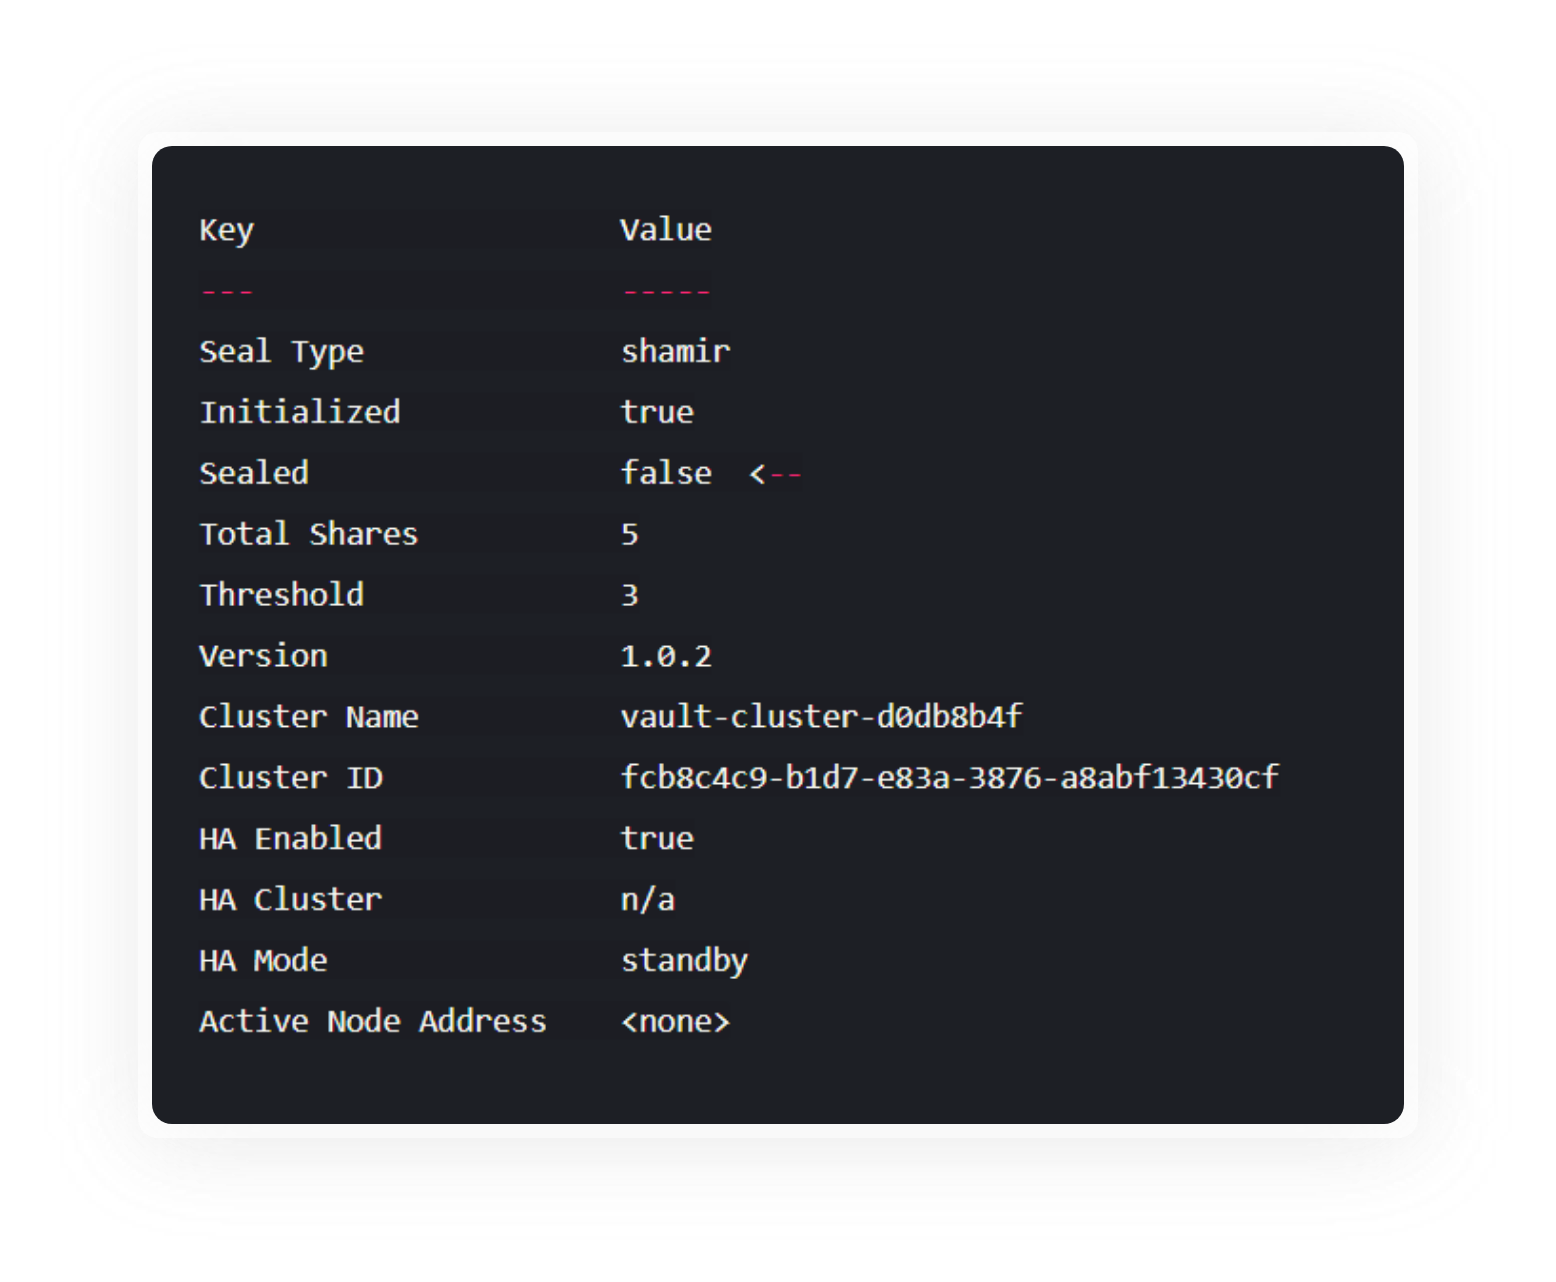 Key                    Value
---                    -----
Seal Type              shamir
Initialized            true
Sealed                 false  <--
Total Shares           5
Threshold              3
Version                1.0.2
Cluster Name           vault-cluster-d0db8b4f
Cluster ID             fcb8c4c9-b1d7-e83a-3876-a8abf13430cf
HA Enabled             true
HA Cluster             n/a
HA Mode                standby
Active Node Address    <none>